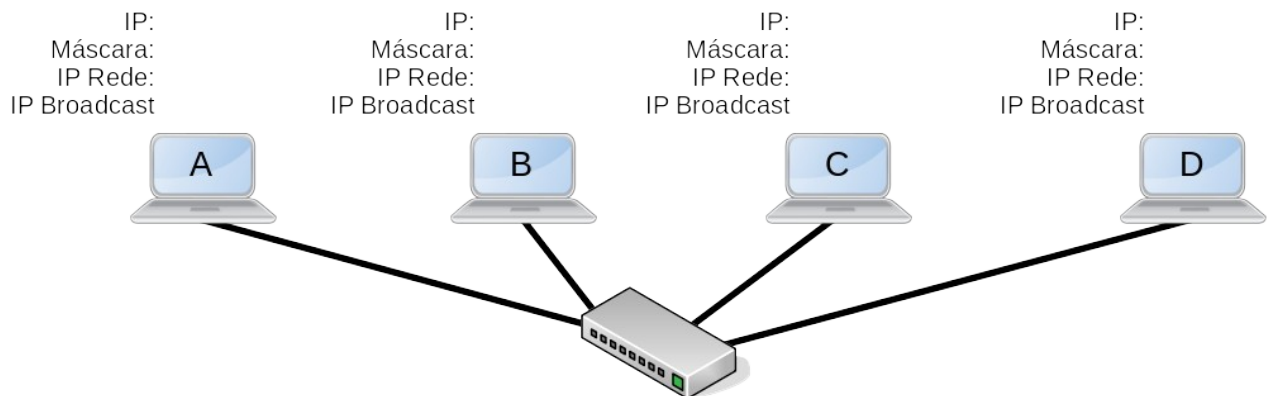 IP:
Máscara:
IP Rede:
IP Broadcast
IP:
Máscara:
IP Rede:
IP Broadcast
IP:
Máscara:
IP Rede:
IP Broadcast
IP:
Máscara:
IP Rede:
IP Broadcast
A
B
C
D